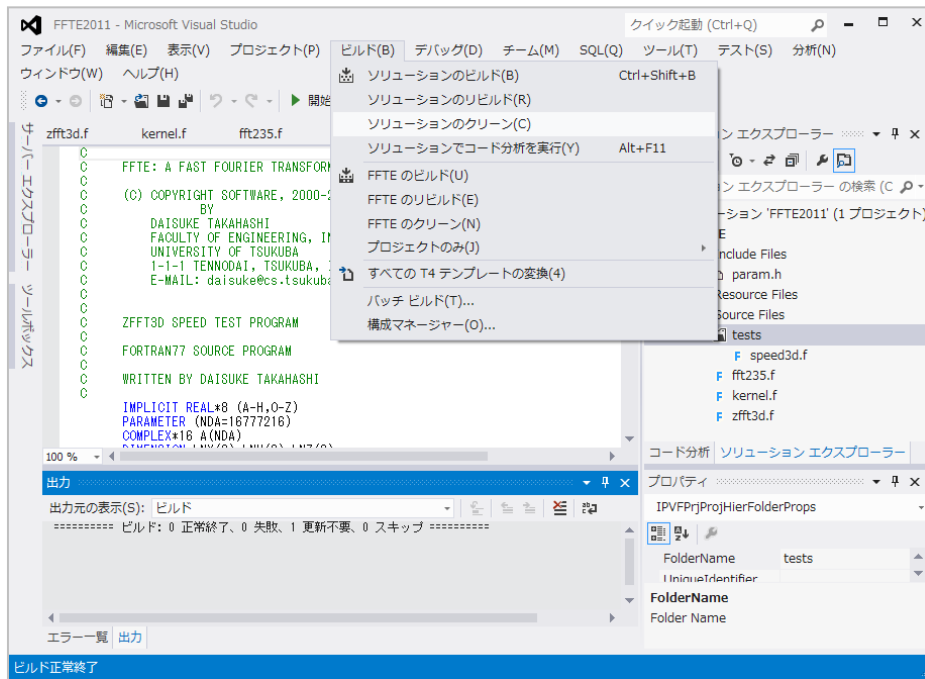 FFTE2011 - Microsoft Visual Studio
クイック起動 (Ctrl+Q)
ファイル(F) 編集(E) 表示(V) プロジェクト(P) ビルド(B) デバッグ(D) チーム(M) SQL(Q) ツール(T) テスト(S) 分析(N)
ウィンドウ(W) ヘルプ(H)
開始
ソリューションのビルド(B) Ctrl+Shift+B
ソリューションのリビルド(R)
ソリューションのクリーン(C)
ソリューションでコード分析を実行(Y) Alt+F11
FFTE のビルド(U)
FFTE のリビルド(E)
FFTE のクリーン(N)
プロジェクトのみ(J)
すべての T4 テンプレートの変換(4)
バッチ ビルド(T)...
構成マネージャー(O)...
サーバー エクスプローラー
ツールボックス
zfft3d.f kernel.f fft235.f
C
C FFTE: A FAST FOURIER TRANSFORM
C
C (C) COPYRIGHT SOFTWARE, 2000-2
C BY
C DAISUKE TAKAHASHI
C FACULTY OF ENGINEERING, IN
C UNIVERSITY OF TSUKUBA
C 1-1-1 TENNODAI, TSUKUBA,
C E-MAIL: daisuke@cs.tsukuba
C
C
C ZFFT3D SPEED TEST PROGRAM
C
C FORTRAN77 SOURCE PROGRAM
C
C WRITTEN BY DAISUKE TAKAHASHI
C
IMPLICIT REAL*8 (A-H,O-Z)
PARAMETER (NDA=16777216)
COMPLEX*16 A(NDA)
100 %
ン エクスプローラー
ン エクスプローラー の検索 (C
ーション 'FFTE2011' (1 プロジェクト)
E
nclude Files
param.h
Resource Files
Source Files
tests
speed3d.f
fft235.f
kernel.f
zfft3d.f
コード分析 ソリューション エクスプローラー
出力
出力元の表示(S): ビルド
========== ビルド: 0 正常終了、0 失敗、1 更新不要、0 スキップ ==========
エラー一覧 出力
プロパティ
IPVFPrjProjHierFolderProps
FolderName tests
UniqueIdentifier
FolderName
Folder Name
ビルド正常終了